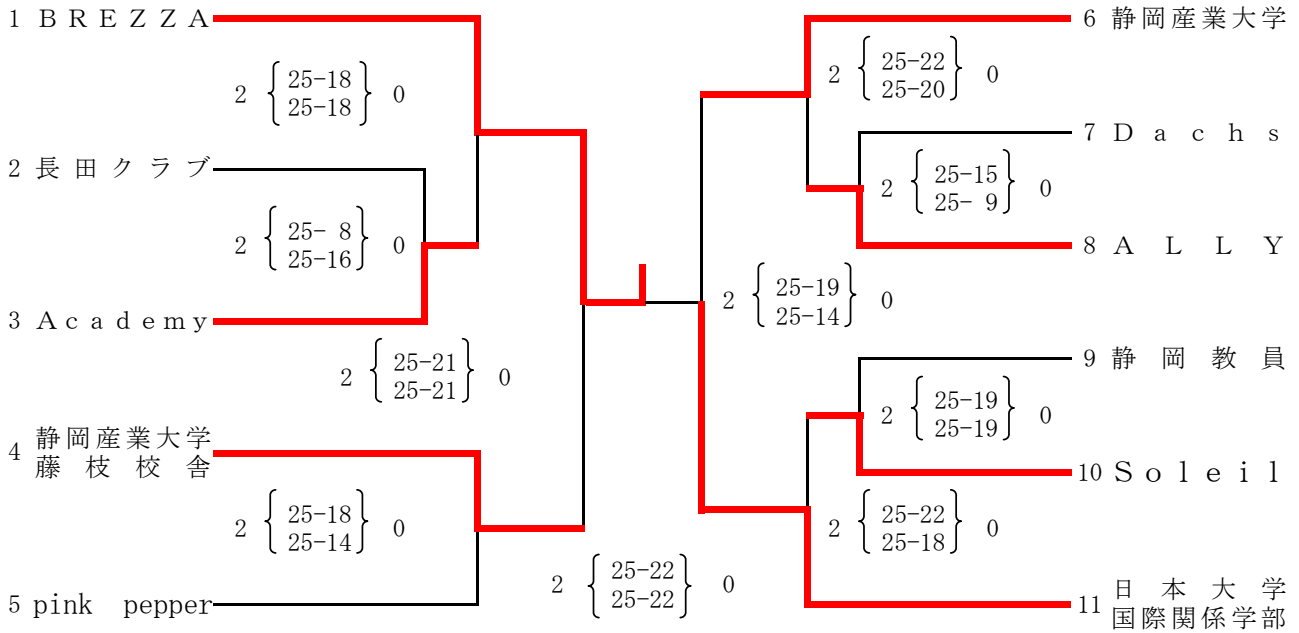 1 ＢＲＥＺＺＡ
2 { 25-18 } 0
25-18
2 長田クラブ
2 { 25- 8 } 0
25-16
3 Ａｃａｄｅｍｙ
2 { 25-21 } 0
25-21
4 静岡産業大学
藤枝校舎
2 { 25-18 } 0
25-14
5 pink pepper
2 { 25-22 } 0
25-22
6 静岡産業大学
2 { 25-22 } 0
25-20
7 Ｄａｃｈｓ
2 { 25-15 } 0
25- 9
8 ＡＬＬＹ
2 { 25-19 } 0
25-14
9 静岡教員
2 { 25-19 } 0
25-19
10 Ｓｏｌｅｉｌ
2 { 25-22 } 0
25-18
11 日本大学
国際関係学部